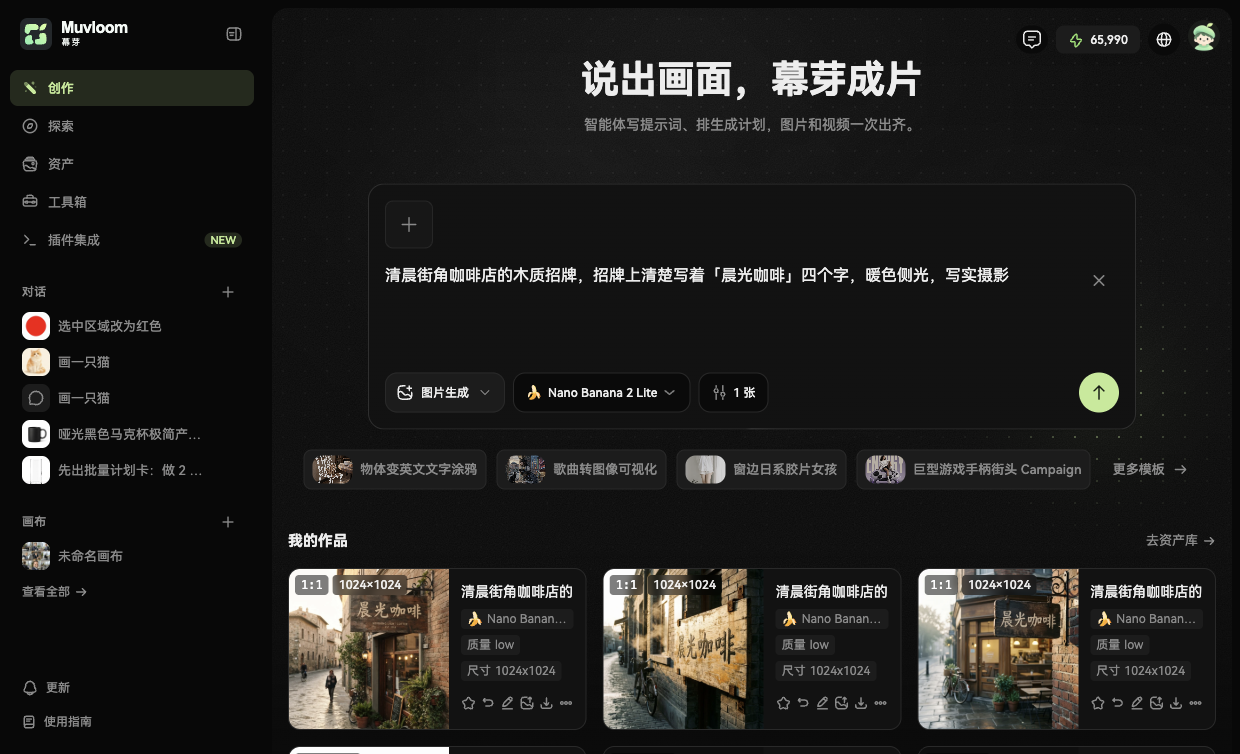 Muvloom
幕芽
创作
探索
资产
工具箱
插件集成
NEW
对话
选中区域改为红色
画一只猫
画一只猫
哑光黑色马克杯极简产...
先出批量计划卡：做 2 ...
画布
未命名画布
查看全部
更新
使用指南
65,990
说出画面，幕芽成片
智能体写提示词、排生成计划，图片和视频一次出齐。
清晨街角咖啡店的木质招牌，招牌上清楚写着「晨光咖啡」四个字，暖色侧光，写实摄影
图片生成
Nano Banana 2 Lite
1 张
物体变英文文字涂鸦
歌曲转图像可视化
窗边日系胶片女孩
巨型游戏手柄街头 Campaign
更多模板
我的作品
去资产库
1:1
1024×1024
晨光咖啡
清晨街角咖啡店的
Nano Banan...
质量 low
尺寸 1024x1024
1:1
1024×1024
晨光咖啡
清晨街角咖啡店的
Nano Banan...
质量 low
尺寸 1024x1024
1:1
1024×1024
晨光咖啡
清晨街角咖啡店的
Nano Banan...
质量 low
尺寸 1024x1024